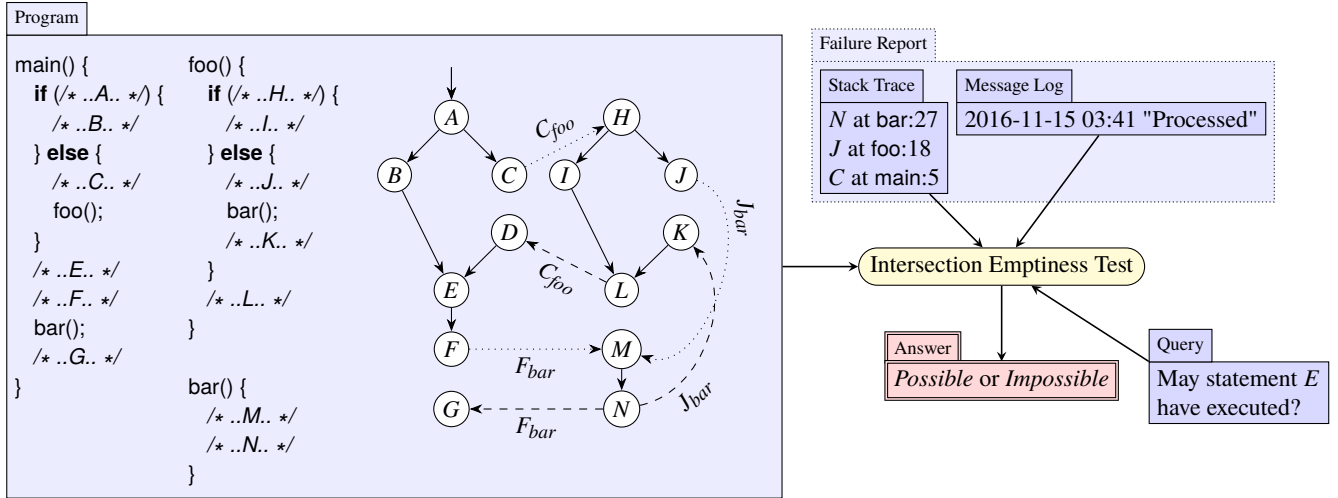 Program
main() {
if (/* ..A.. */) {
/* ..B.. */
} else {
/* ..C.. */
foo();
}
/* ..E.. */
/* ..F.. */
bar();
/* ..G.. */
}
foo() {
if (/* ..H.. */) {
/* ..I.. */
} else {
/* ..J.. */
bar();
/* ..K.. */
}
/* ..L.. */
}
bar() {
/* ..M.. */
/* ..N.. */
}
A
B
C
C_foo
H
I
J
J_bar
D
K
C_foo
E
L
F
F_bar
M
G
F_bar
N
J_bar
Failure Report
Stack Trace
N at bar:27
J at foo:18
C at main:5
Message Log
2016-11-15 03:41 "Processed"
Intersection Emptiness Test
Answer
Possible or Impossible
Query
May statement E
have executed?